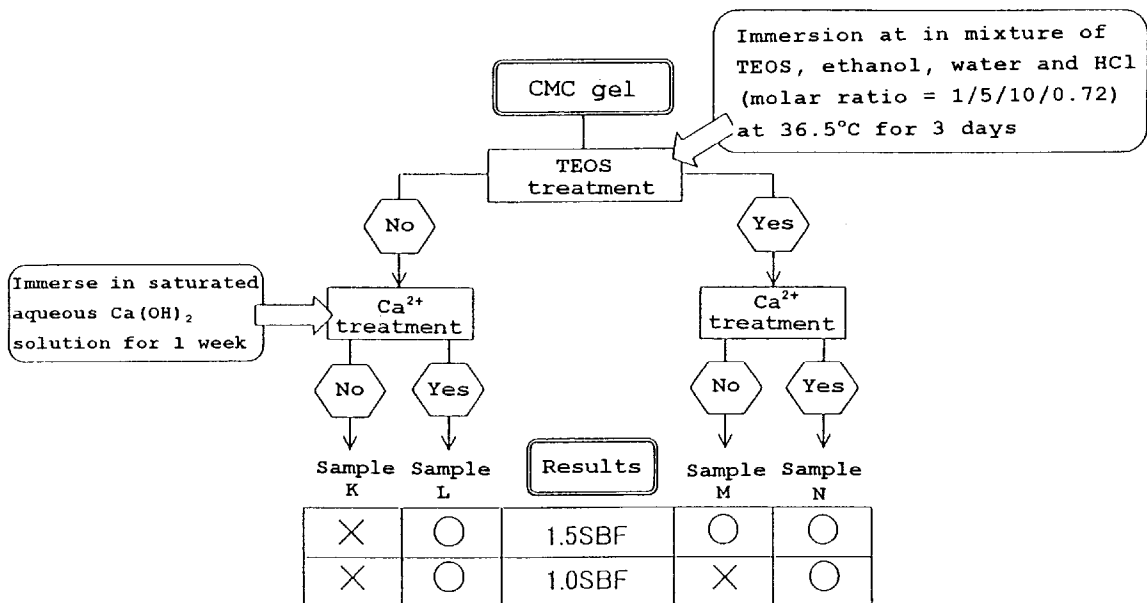 Immersion at in mixture of
TEOS, ethanol, water and HCl
(molar ratio = 1/5/10/0.72)
at 36.5°C for 3 days
CMC gel
TEOS
treatment
No
Yes
Immerse in saturated
aqueous Ca(OH)₂
solution for 1 week
Ca²⁺
treatment
Ca²⁺
treatment
No
Yes
No
Yes
Sample
K
Sample
L
Results
Sample
M
Sample
N
× ○ 1.5SBF ○ ○
× ○ 1.0SBF × ○